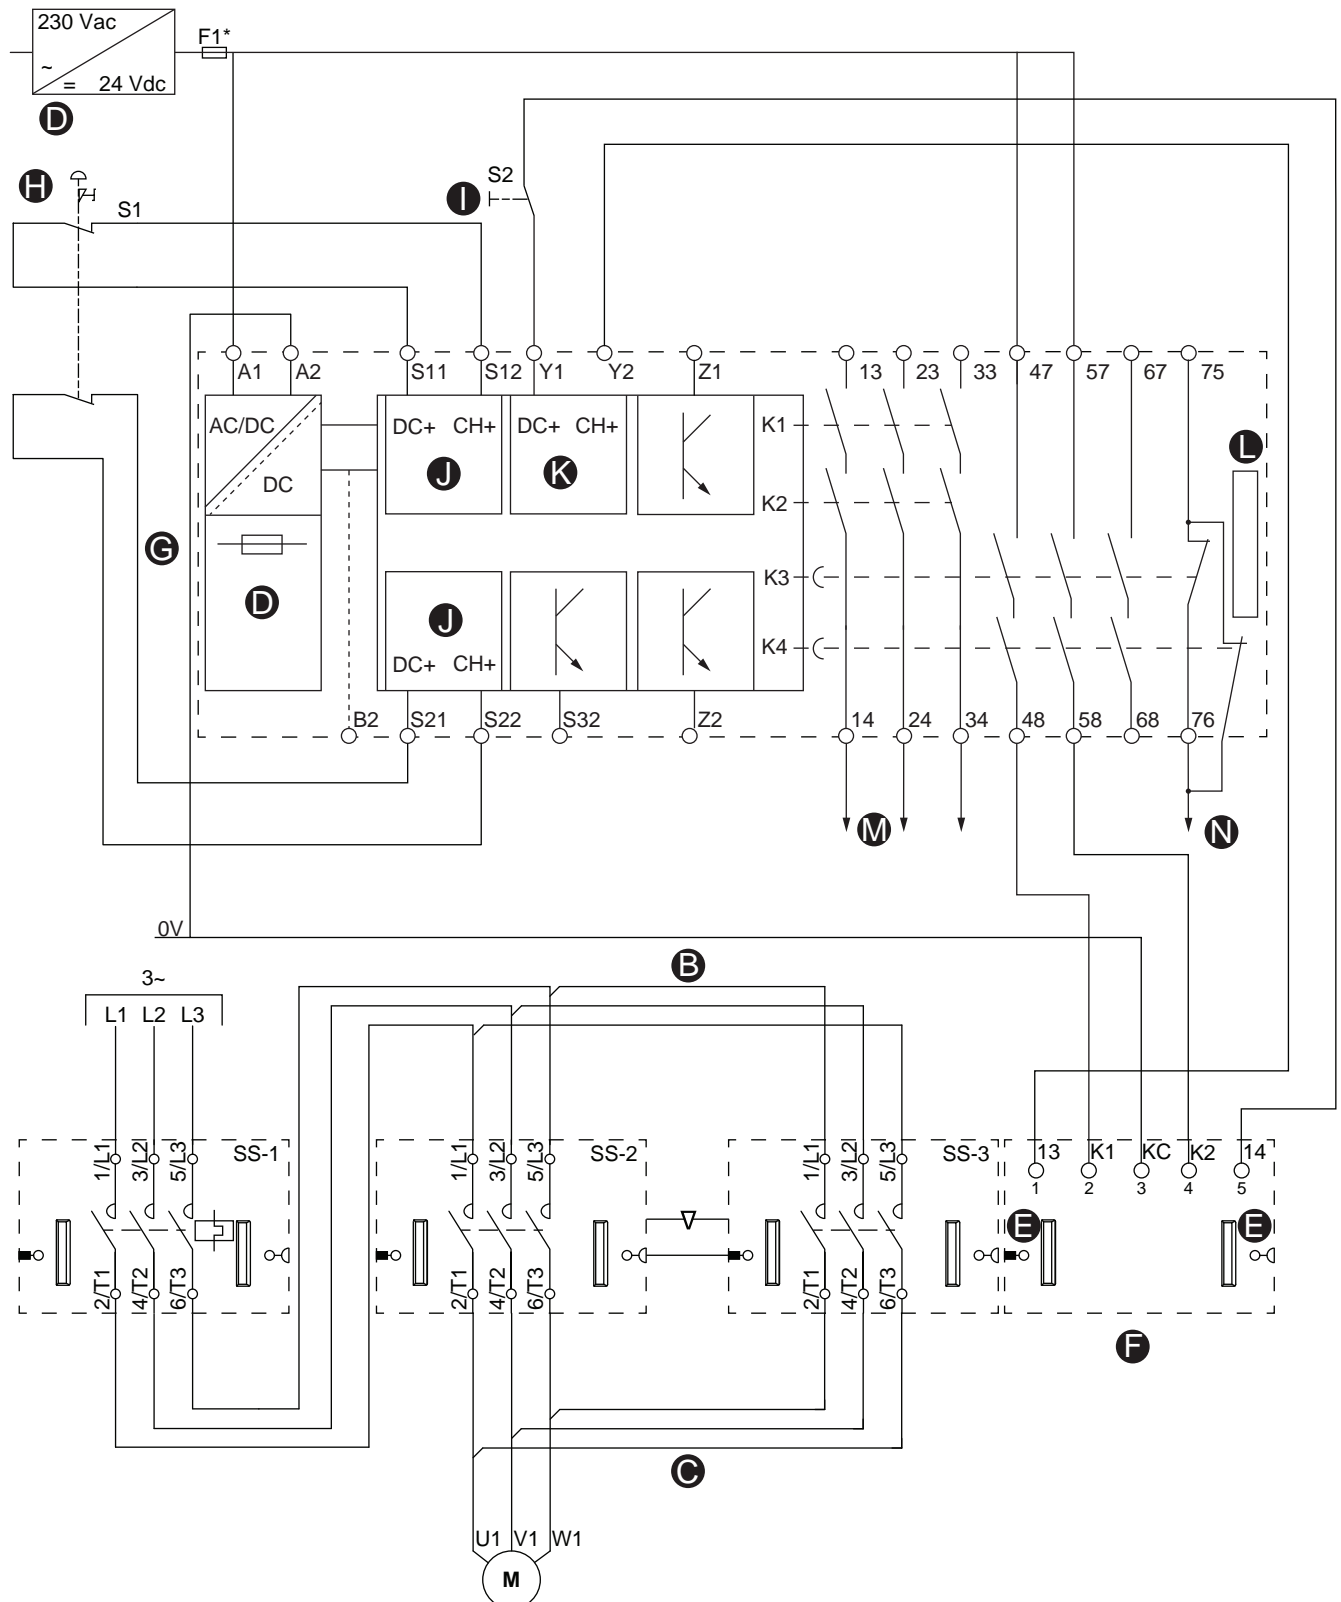 230 Vac
~
= 24 Vdc
F1*
D
H
S1
I
S2
A1 A2 S11 S12 Y1 Y2 Z1 13 23 33 47 57 67 75
AC/DC
DC
DC+ CH+
J
DC+ CH+
K
K1
K2
K3
K4
L
G
D
J
DC+ CH+
B2 S21 S22 S32 Z2 14 24 34 48 58 68 76
M
N
0V
B
3~
L1 L2 L3
1/L1 3/L2 5/L3 SS-1
1/L1 3/L2 5/L3 SS-2
1/L1 3/L2 5/L3 SS-3
13 K1 KC K2 14
1 2 3 4 5
E
E
2/T1 4/T2 6/T3
2/T1 4/T2 6/T3
2/T1 4/T2 6/T3
F
C
U1 V1 W1
M